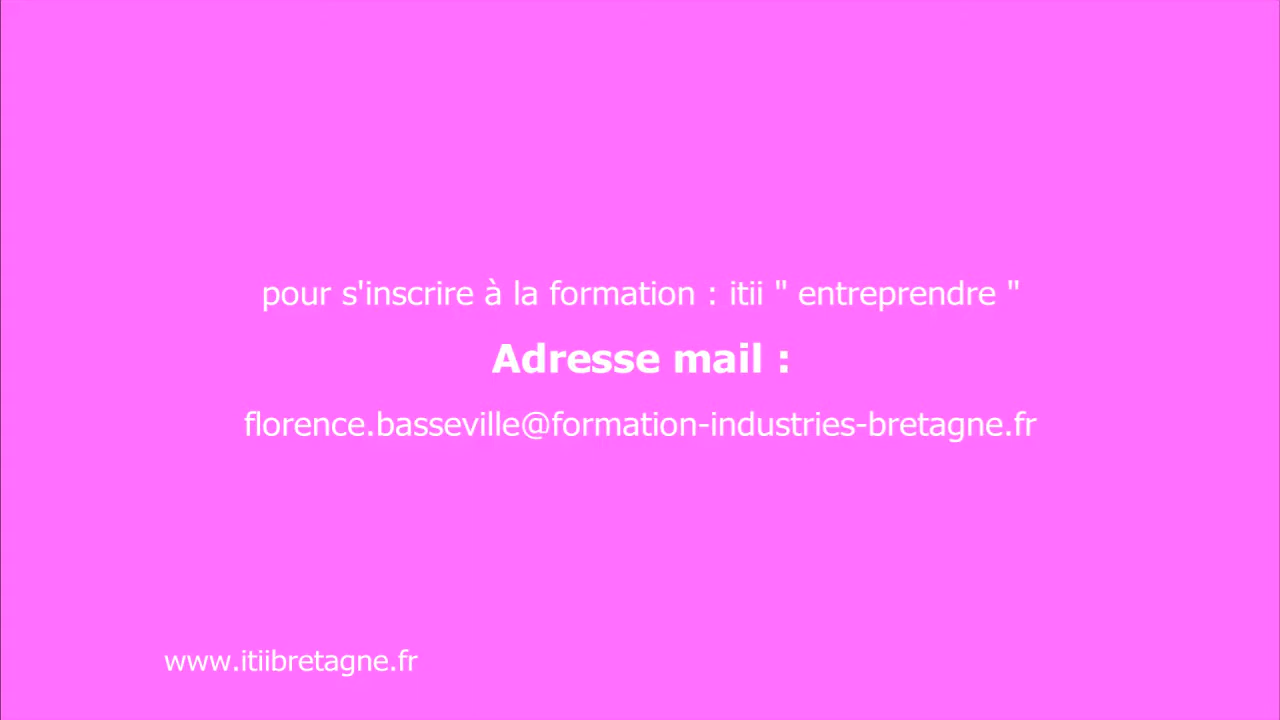 pour s'inscrire à la formation : itii " entreprendre "
Adresse mail :
florence.basseville@formation-industries-bretagne.fr
www.itiibretagne.fr